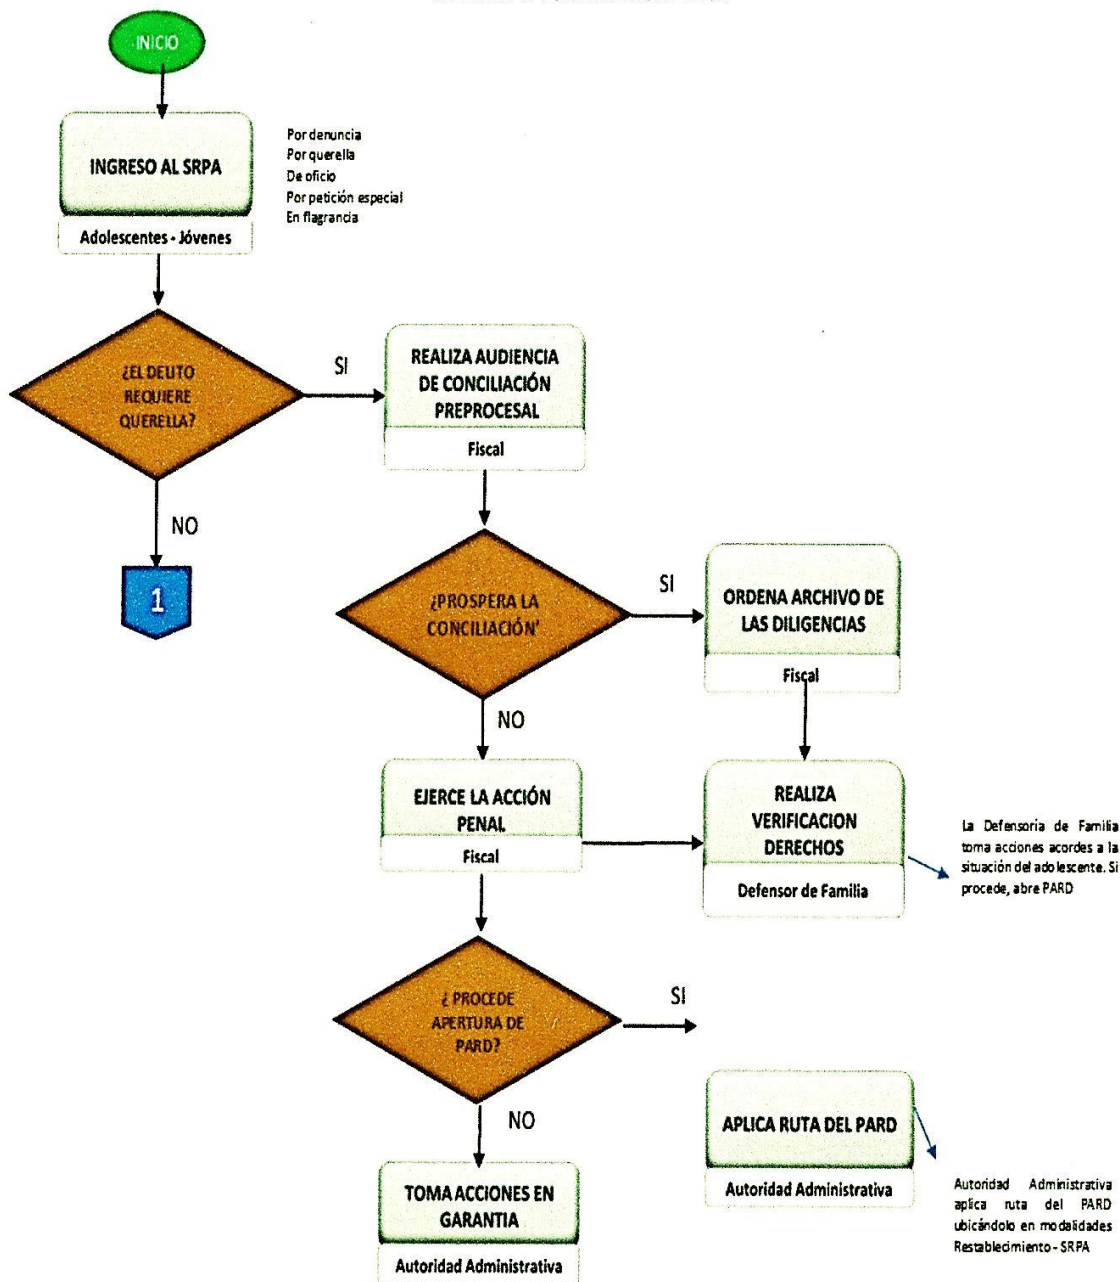 INICIO
INGRESO AL SRPA
Adolescentes - Jóvenes
Por denuncia
Por querella
De oficio
Por petición especial
En flagrancia
¿EL DELITO
REQUIERE
QUERELLA?
SI
REALIZA AUDIENCIA
DE CONCILIACIÓN
PREPROCESAL
Fiscal
NO
1
¿PROSPERA LA
CONCILIACIÓN'
SI
ORDENA ARCHIVO DE
LAS DILIGENCIAS
Fiscal
NO
EJERCE LA ACCIÓN
PENAL
Fiscal
REALIZA
VERIFICACION
DERECHOS
Defensor de Familia
La Defensoría de Familia
toma acciones acordes a la
situación del adolescente. Si
procede, abre PARD
¿ PROCEDE
APERTURA DE
PARD?
SI
NO
APLICA RUTA DEL PARD
Autoridad Administrativa
TOMA ACCIONES EN
GARANTIA
Autoridad Administrativa
Autoridad Administrativa
aplica ruta del PARD
ubicándolo en modalidades
Restablecimiento - SRPA